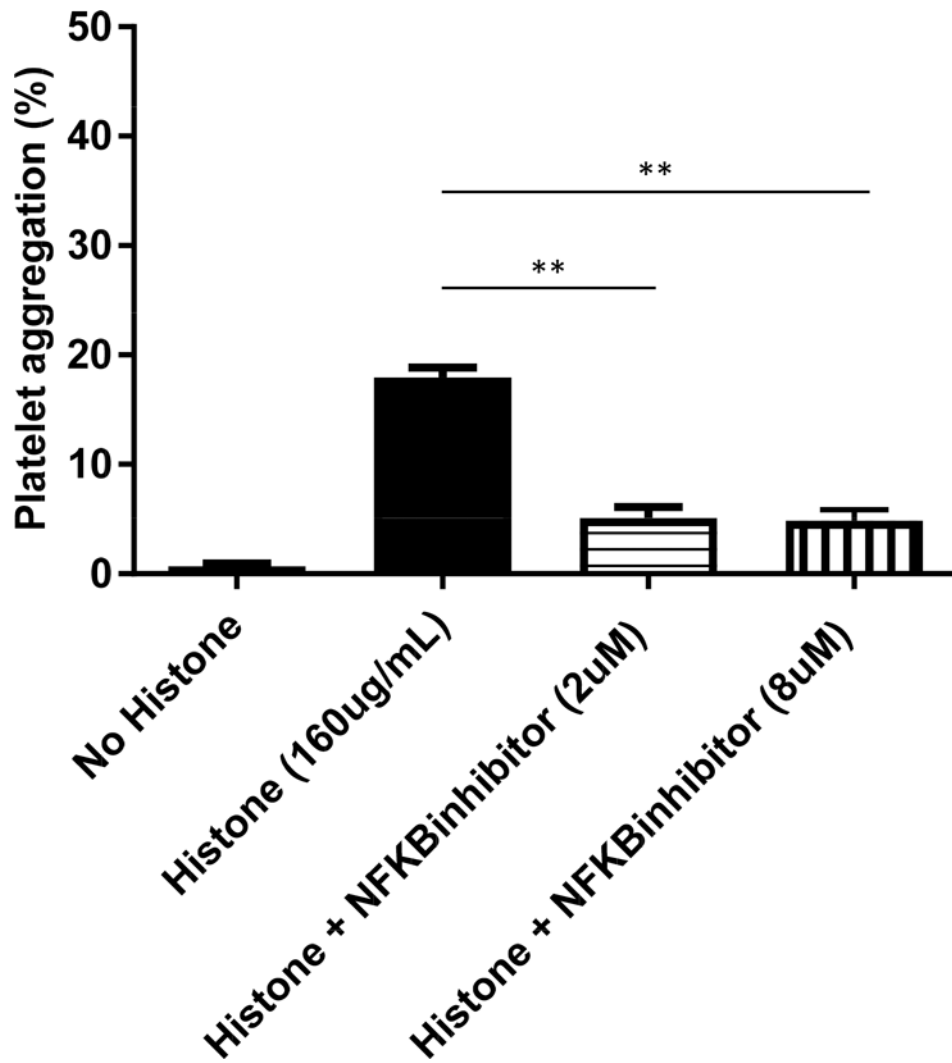 Platelet aggregation (%)
50
40
30
20
10
0
**
**
No Histone
Histone (160ug/mL)
Histone + NFKBinhibitor (2uM)
Histone + NFKBinhibitor (8uM)